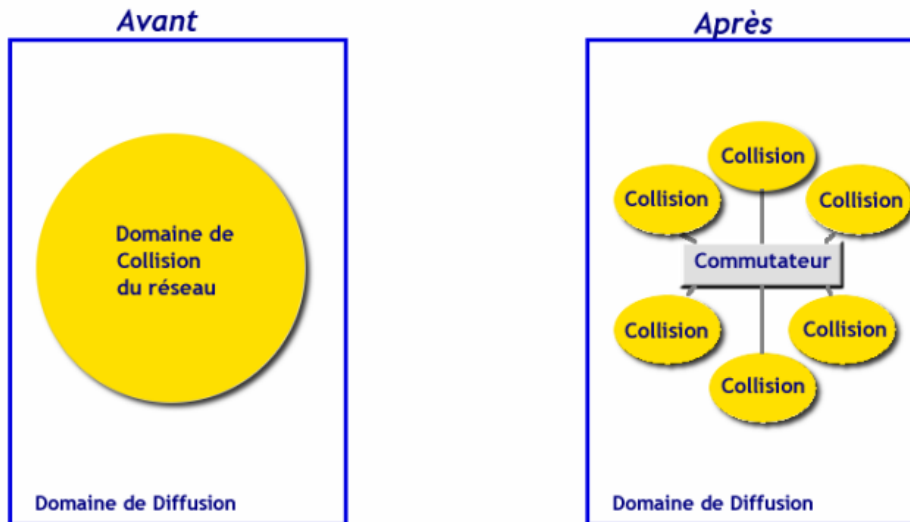 Avant
Domaine de
Collision
du réseau
Domaine de Diffusion
Après
Collision
Collision
Collision
Commutateur
Collision
Collision
Collision
Domaine de Diffusion